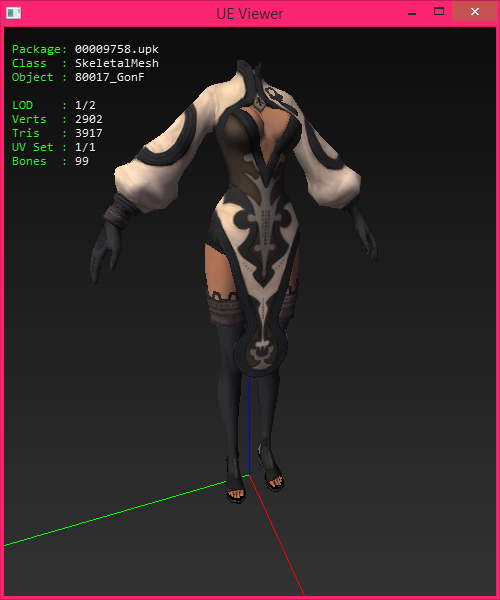 UE Viewer
Package: 00009758.upk
Class  : SkeletalMesh
Object : 80017_GonF
LOD    : 1/2
Verts  : 2902
Tris   : 3917
UV Set : 1/1
Bones  : 99